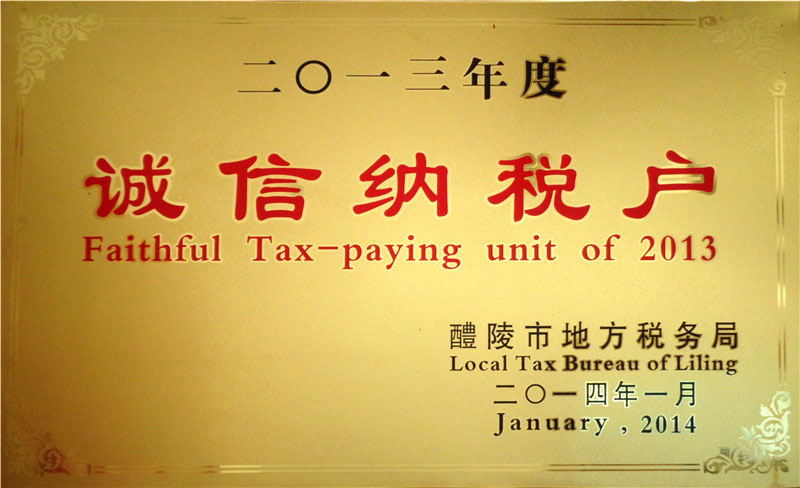 二〇一三年度
诚信纳税户
Faithful Tax-paying unit of 2013
醴陵市地方税务局
Local Tax Bureau of Liling
二〇一四年一月
January , 2014